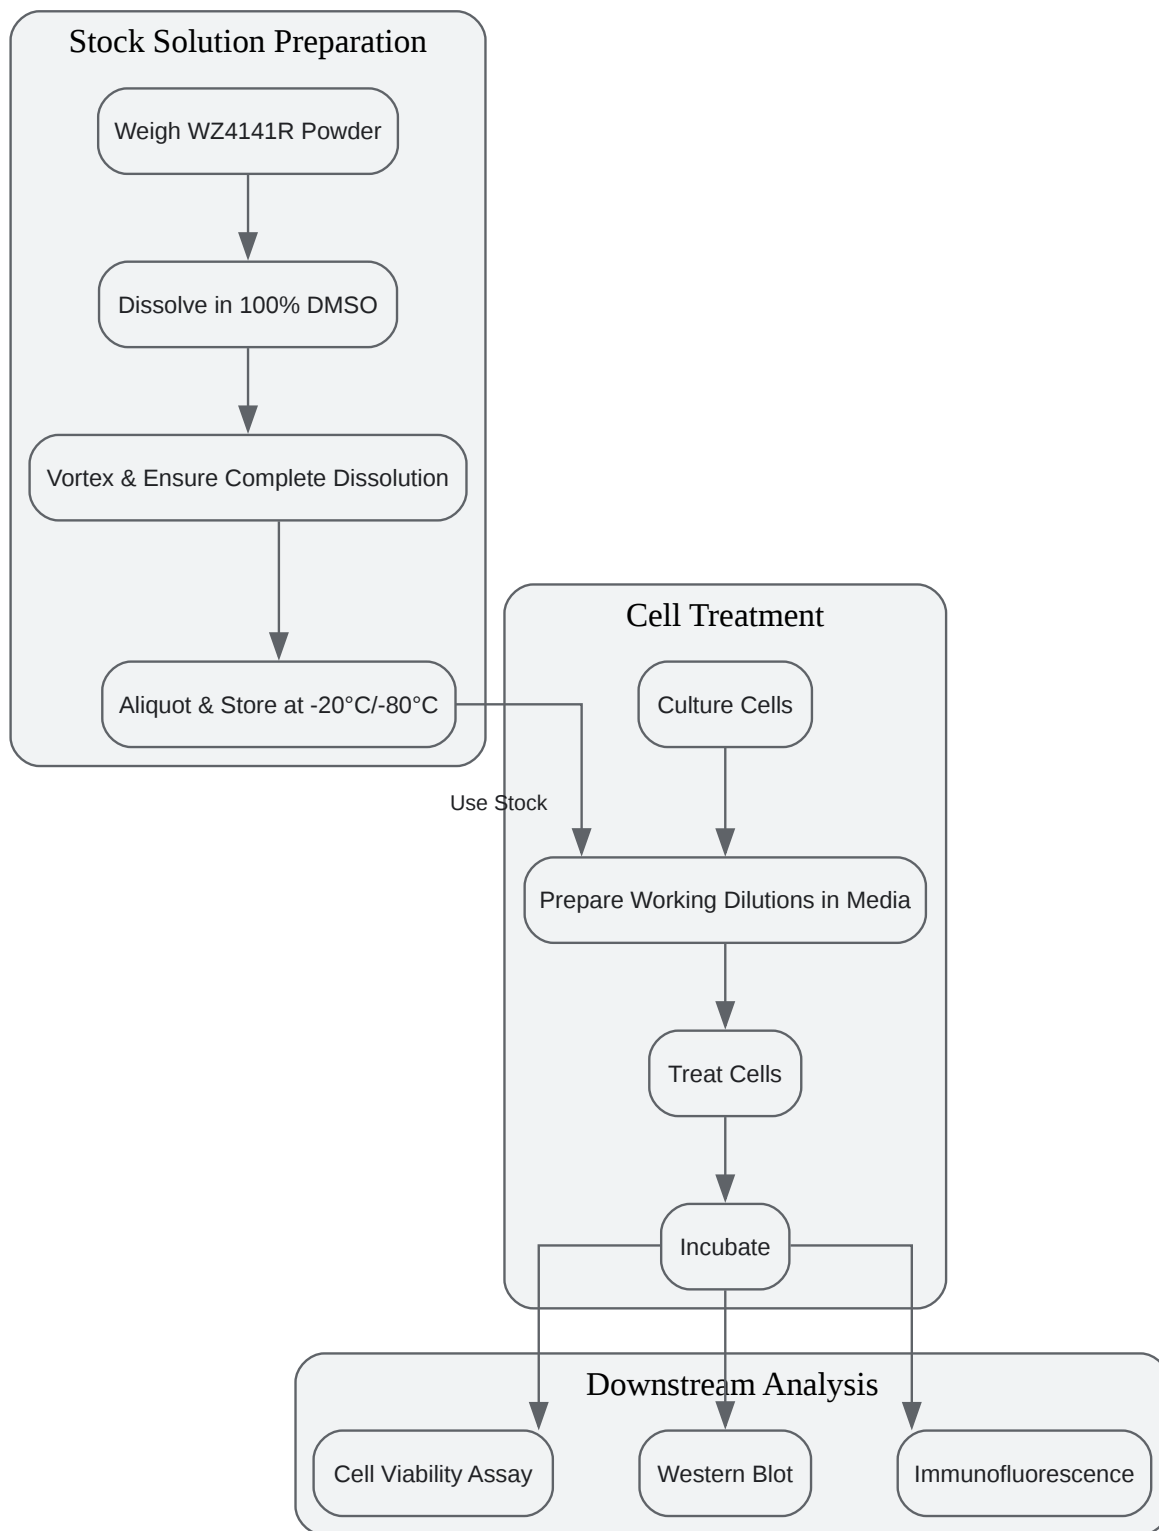 Stock Solution Preparation
Weigh WZ4141R Powder
Dissolve in 100% DMSO
Vortex & Ensure Complete Dissolution
Aliquot & Store at -20°C/-80°C
Use Stock
Cell Treatment
Culture Cells
Prepare Working Dilutions in Media
Treat Cells
Incubate
Downstream Analysis
Cell Viability Assay
Western Blot
Immunofluorescence